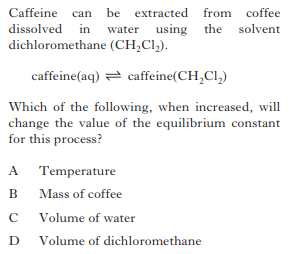 Caffeine can be extracted from coffee
dissolved in water using the solvent
dichloromethane (CH₂Cl₂).
caffeine(aq) ⇌ caffeine(CH₂Cl₂)
Which of the following, when increased, will
change the value of the equilibrium constant
for this process?
A Temperature
B Mass of coffee
C Volume of water
D Volume of dichloromethane